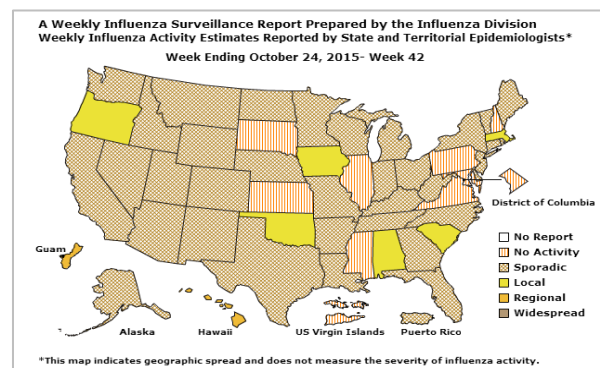 A Weekly Influenza Surveillance Report Prepared by the Influenza Division
Weekly Influenza Activity Estimates Reported by State and Territorial Epidemiologists*
Week Ending October 24, 2015- Week 42
District of Columbia
No Report
No Activity
Sporadic
Local
Regional
Widespread
Guam
Alaska
Hawaii
US Virgin Islands
Puerto Rico
*This map indicates geographic spread and does not measure the severity of influenza activity.